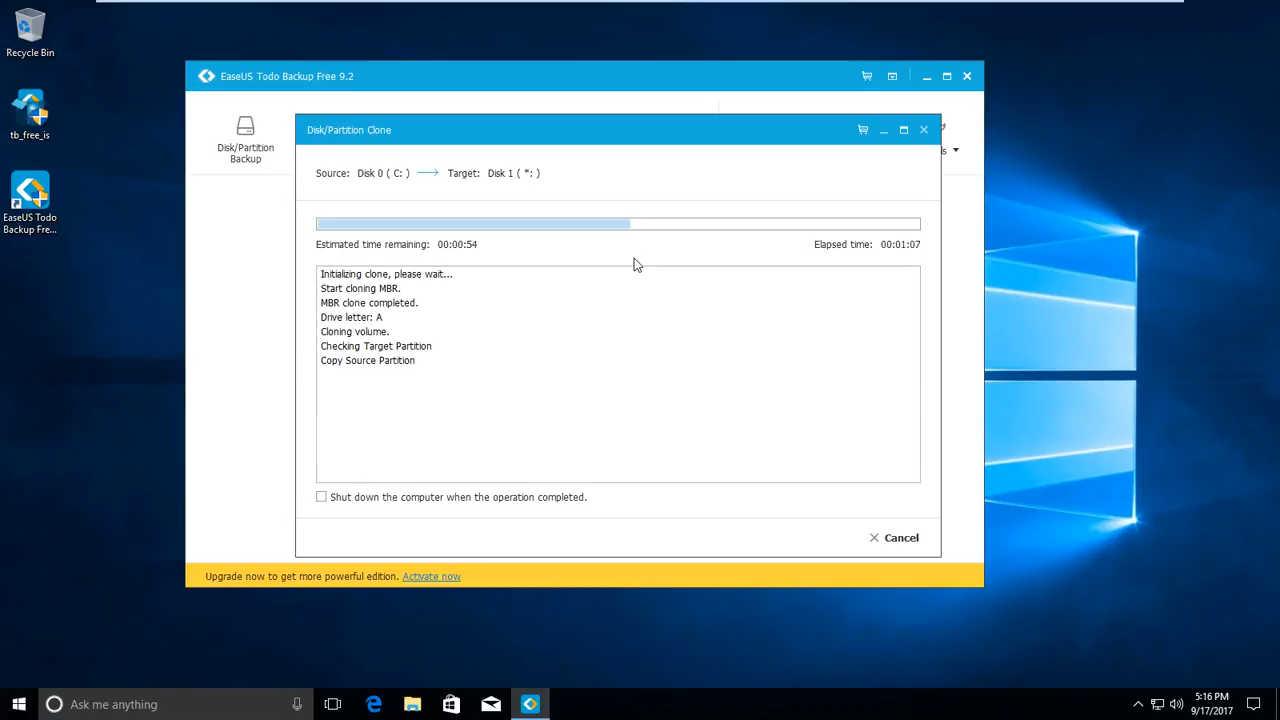 Recycle Bin
tb_free_is
EaseUS Todo
Backup Fre...
EaseUS Todo Backup Free 9.2
Disk/Partition
Backup
ls
Disk/Partition Clone
Source: Disk 0 ( C: ) Target: Disk 1 ( *: )
Estimated time remaining: 00:00:54 Elapsed time: 00:01:07
Initializing clone, please wait...
Start cloning MBR.
MBR clone completed.
Drive letter: A
Cloning volume.
Checking Target Partition
Copy Source Partition
Shut down the computer when the operation completed.
Cancel
Upgrade now to get more powerful edition. Activate now
Ask me anything
5:16 PM
9/17/2017